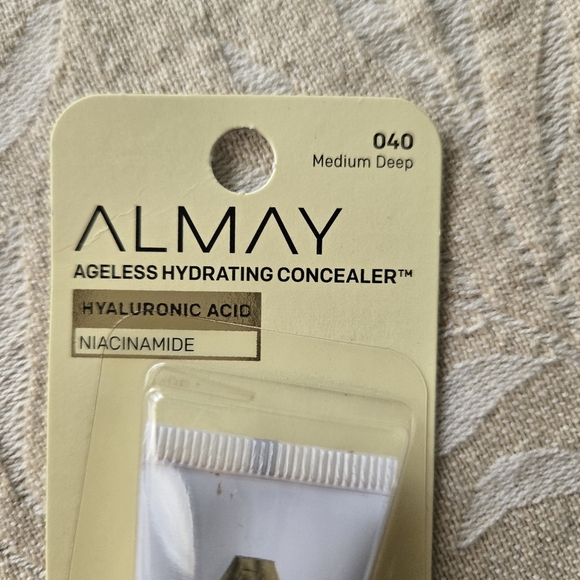 040
Medium Deep
ALMAY
AGELESS HYDRATING CONCEALER™
HYALURONIC ACID
NIACINAMIDE